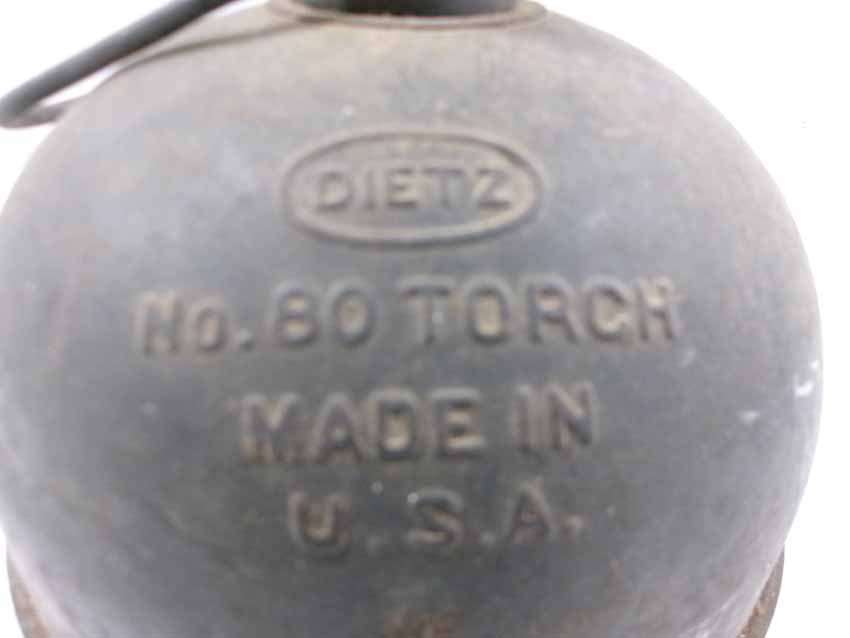 DIETZ
No. 80 TORCH
MADE IN
U.S.A.